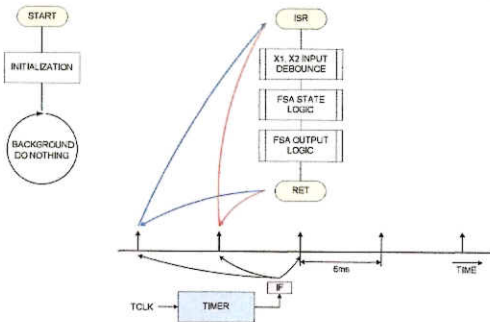 START
INITIALIZATION
BACKGROUND
DO NOTHING
ISR
X1, X2 INPUT
DEBOUNCE
FSA STATE
LOGIC
FSA OUTPUT
LOGIC
RET
5ms
TIME
IF
TCLK
TIMER